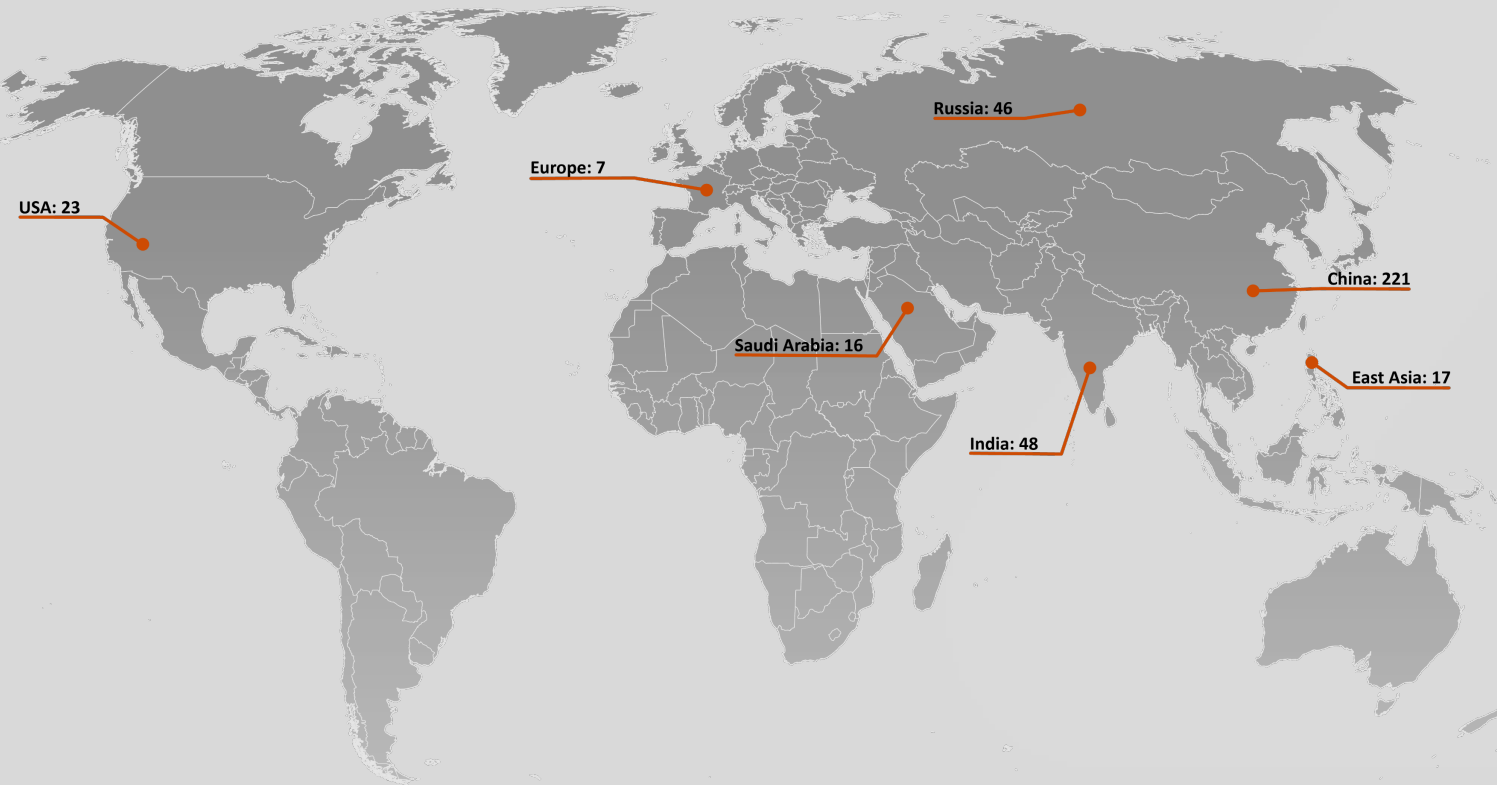 Russia: 46
Europe: 7
USA: 23
China: 221
Saudi Arabia: 16
East Asia: 17
India: 48